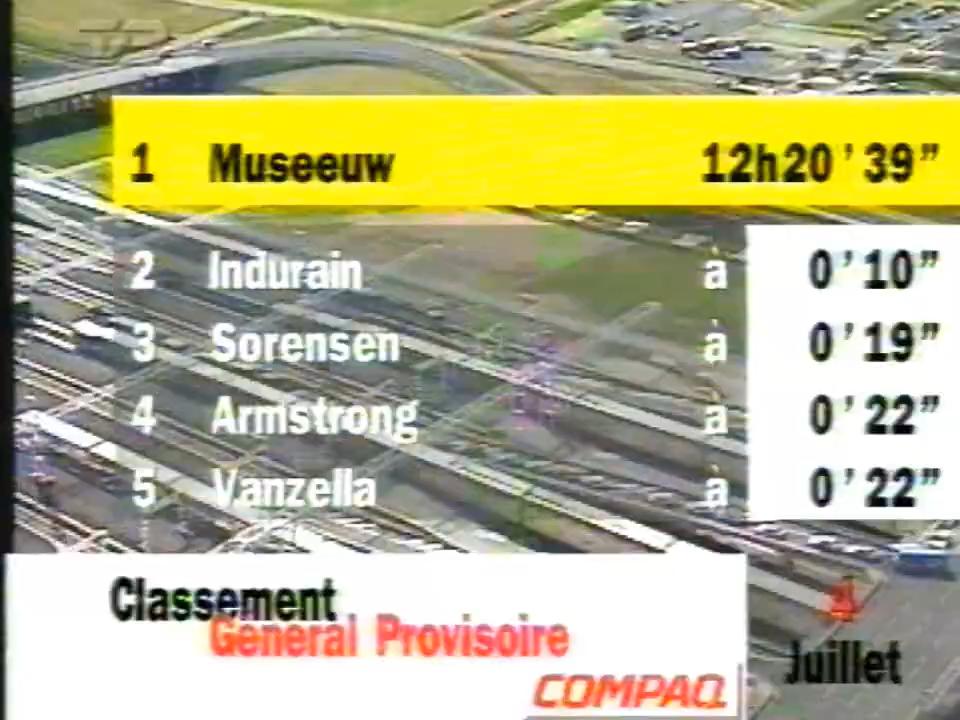 1 Museeuw 12h20'39"
2 Indurain à 0'10"
3 Sorensen à 0'19"
4 Armstrong à 0'22"
5 Vanzella à 0'22"
Classement
Général Provisoire
COMPAQ
4
Juillet